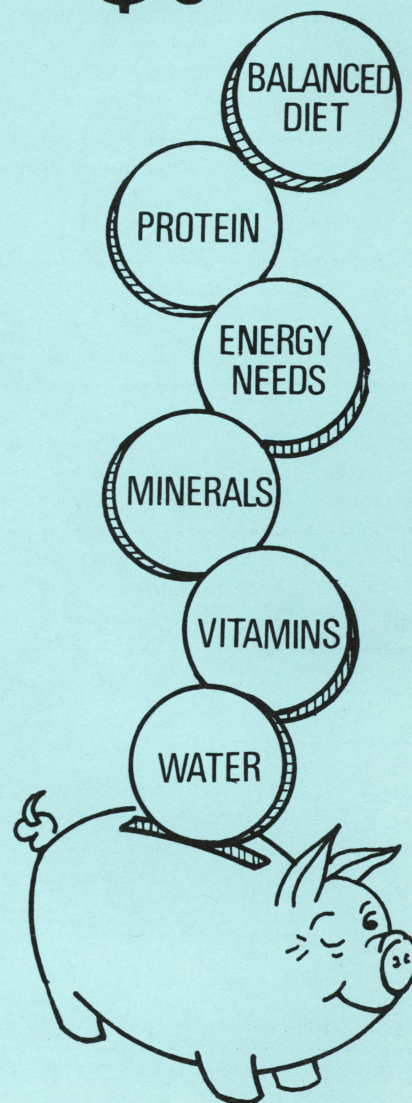 BALANCED
DIET
PROTEIN
ENERGY
NEEDS
MINERALS
VITAMINS
WATER